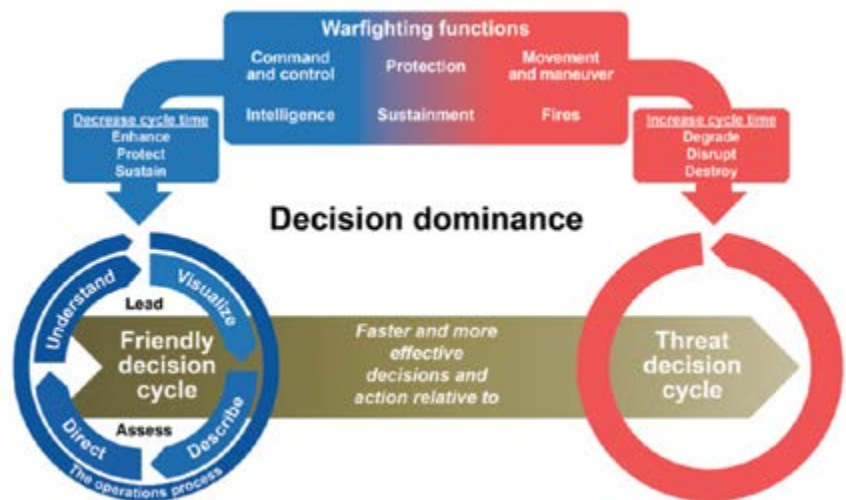 Warfighting functions
Command
and control
Protection
Movement
and maneuver
Intelligence
Sustainment
Fires
Decrease cycle time
Enhance
Protect
Sustain
Increase cycle time
Degrade
Disrupt
Destroy
Decision dominance
Understand
Visualize
Lead
Friendly
decision
cycle
Assess
Direct
Describe
The operations process
Faster and more
effective
decisions and
action relative to
Threat
decision
cycle